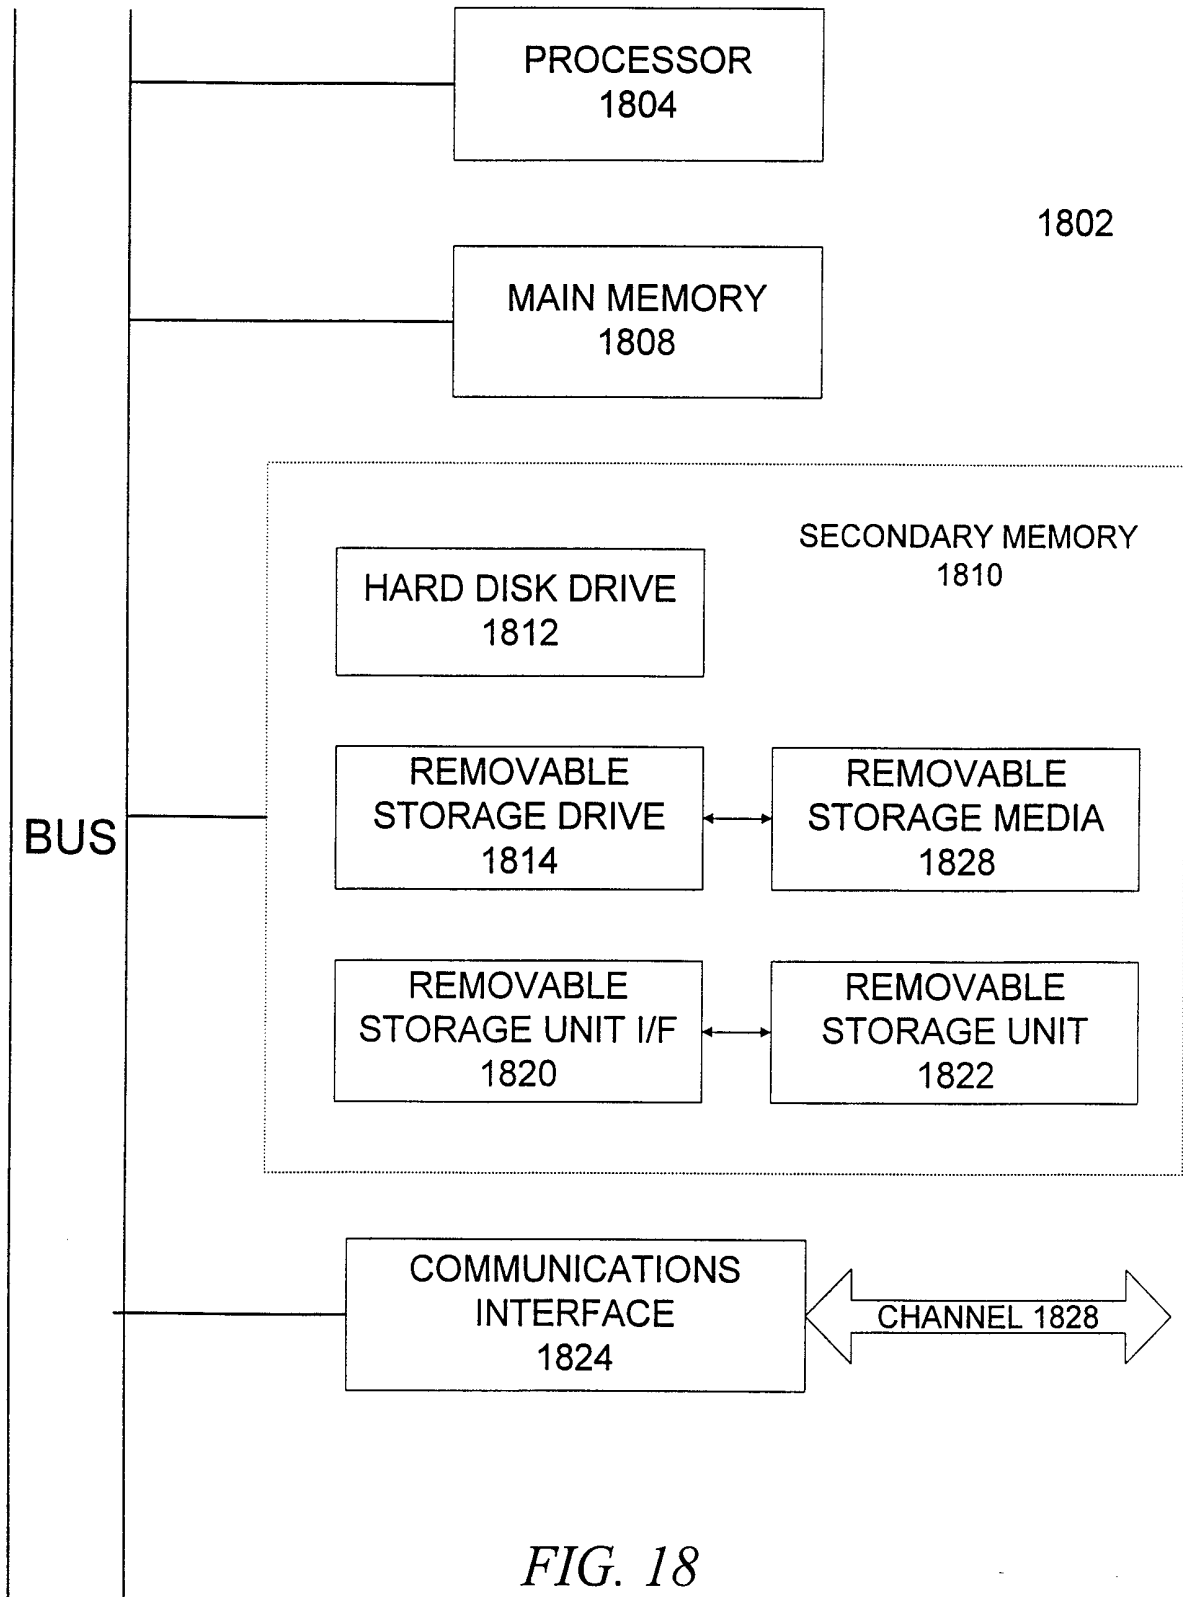 PROCESSOR
1804
1802
MAIN MEMORY
1808
SECONDARY MEMORY
1810
HARD DISK DRIVE
1812
BUS
REMOVABLE
STORAGE DRIVE
1814
REMOVABLE
STORAGE MEDIA
1828
REMOVABLE
STORAGE UNIT I/F
1820
REMOVABLE
STORAGE UNIT
1822
COMMUNICATIONS
INTERFACE
1824
CHANNEL 1828
FIG. 18